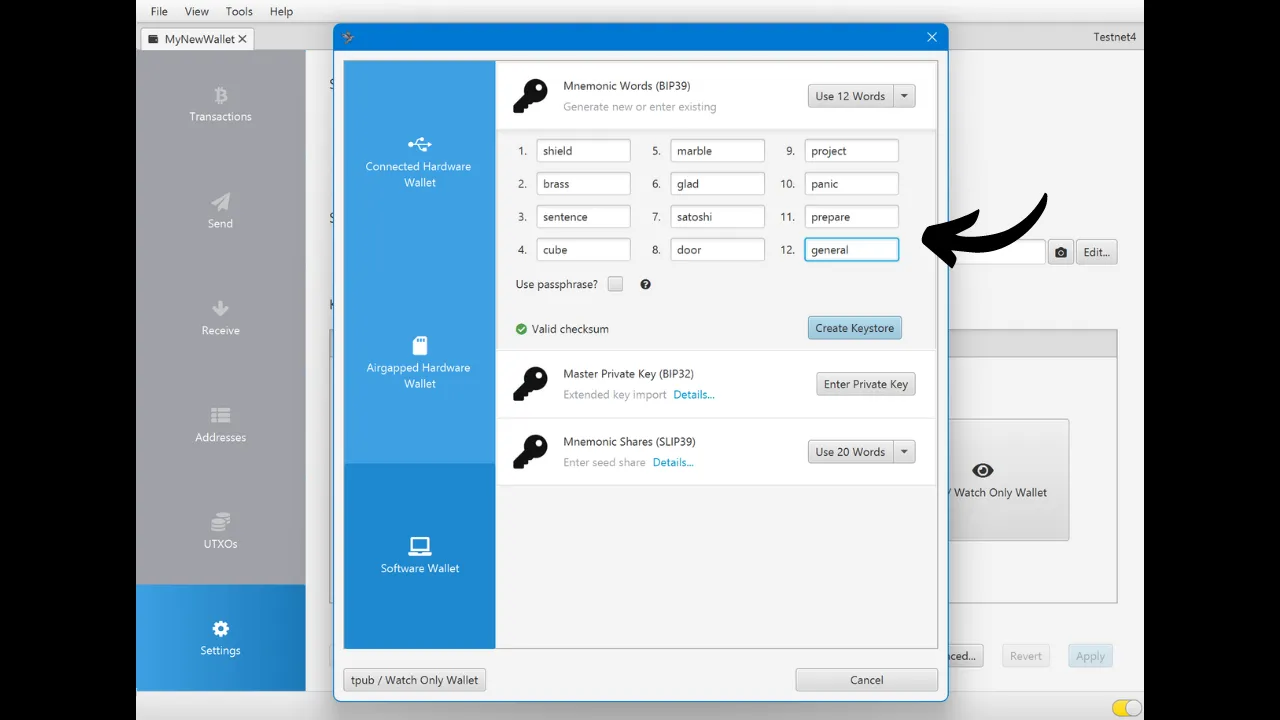 File View Tools Help
MyNewWallet
Testnet4
Transactions
Send
Receive
Addresses
UTXOs
Settings
Connected Hardware
Wallet
Airgapped Hardware
Wallet
Software Wallet
Mnemonic Words (BIP39)
Generate new or enter existing
Use 12 Words
1. shield 5. marble 9. project
2. brass 6. glad 10. panic
3. sentence 7. satoshi 11. prepare
4. cube 8. door 12. general
Use passphrase? ?
Valid checksum
Create Keystore
Master Private Key (BIP32)
Extended key import Details...
Enter Private Key
Mnemonic Shares (SLIP39)
Enter seed share Details...
Use 20 Words
Edit...
/ Watch Only Wallet
Revert
Apply
tpub / Watch Only Wallet
Cancel